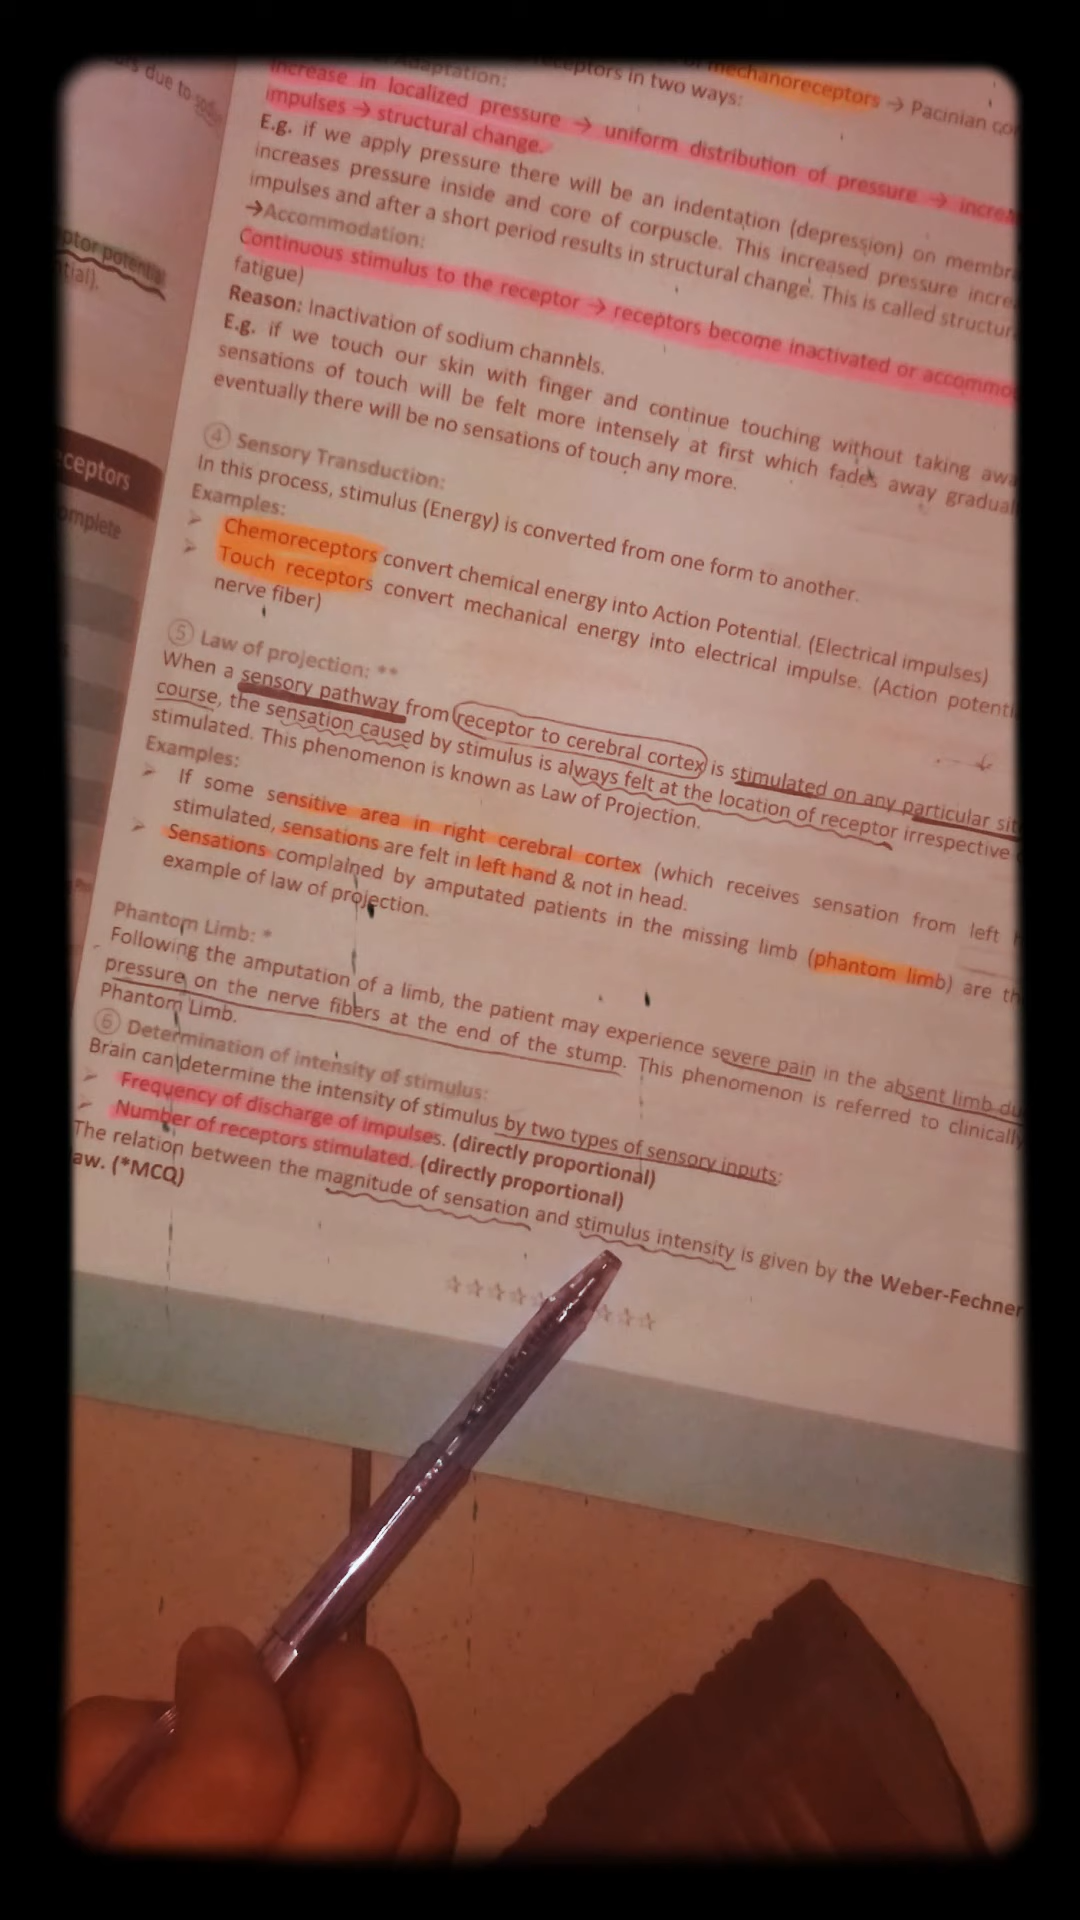 mechanoreceptors → Pacinian
Adaptation:
receptors in two ways:
increase in localized pressure → uniform distribution of pressure →
impulses → structural change.
E.g. if we apply pressure there will be an indentation (depression) on
increases pressure inside and core of corpuscle. This increased pressure
impulses and after a short period results in structural change. This is called
→Accommodation:
Continuous stimulus to the receptor → receptors become inactivated or
fatigue)
Reason: Inactivation of sodium channels.
E.g. if we touch our skin with finger and continue touching without taking
sensations of touch will be felt more intensely at first which fades away
eventually there will be no sensations of touch any more.
④ Sensory Transduction:
In this process, stimulus (Energy) is converted from one form to another.
Examples:
➢ Chemoreceptors convert chemical energy into Action Potential. (Electrical impulses)
➢ Touch receptors convert mechanical energy into electrical impulse. (Action
nerve fiber)
⑤ Law of projection: **
When a sensory pathway from receptor to cerebral cortex is stimulated on any particular
course, the sensation caused by stimulus is always felt at the location of receptor irrespective
stimulated. This phenomenon is known as Law of Projection.
Examples:
➢ If some sensitive area in right cerebral cortex (which receives sensation from left
stimulated, sensations are felt in left hand & not in head.
➢ Sensations complained by amputated patients in the missing limb (phantom limb) are
example of law of projection.
Phantom Limb: *
Following the amputation of a limb, the patient may experience severe pain in the absent limb
pressure on the nerve fibers at the end of the stump. This phenomenon is referred to clinically
Phantom Limb.
⑥ Determination of intensity of stimulus:
Brain can determine the intensity of stimulus by two types of sensory inputs:
➢ Frequency of discharge of impulses. (directly proportional)
➢ Number of receptors stimulated. (directly proportional)
The relation between the magnitude of sensation and stimulus intensity is given by the Weber-Fechner
aw. (*MCQ)
☆☆☆☆☆ ☆☆☆
due to
ptor potential
ntial).
ceptors
omplete